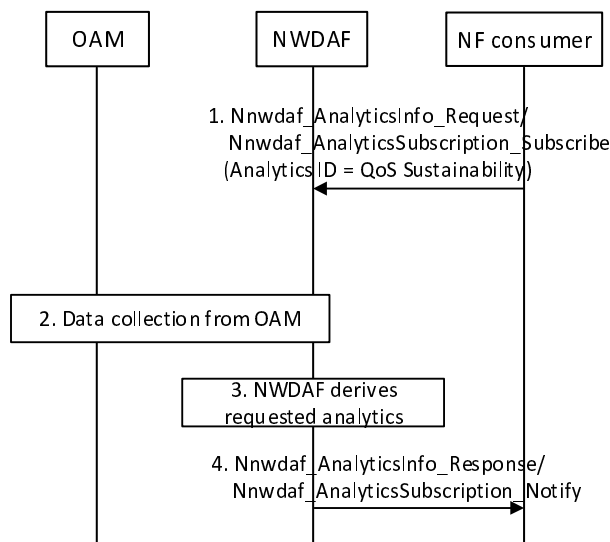 OAM
NWDAF
NF consumer
1. Nnwdaf_AnalyticsInfo_Request/
Nnwdaf_AnalyticsSubscription_Subscribe
(Analytics ID = QoS Sustainability)
2. Data collection from OAM
3. NWDAF derives
requested analytics
4. Nnwdaf_AnalyticsInfo_Response/
Nnwdaf_AnalyticsSubscription_Notify